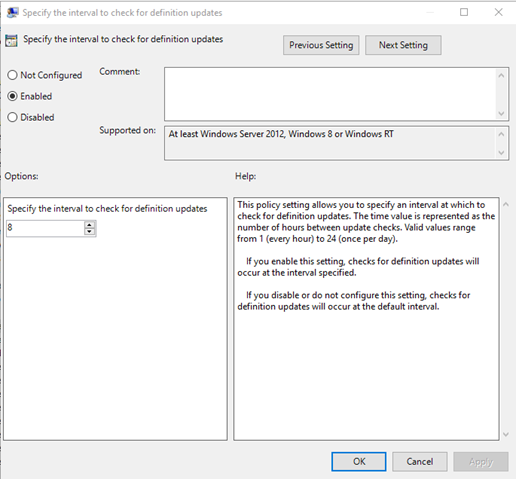 Specify the interval to check for definition updates
Specify the interval to check for definition updates
Previous Setting
Next Setting
Not Configured
Enabled
Disabled
Comment:
Supported on:
At least Windows Server 2012, Windows 8 or Windows RT
Options:
Help:
Specify the interval to check for definition updates
8
This policy setting allows you to specify an interval at which to
check for definition updates. The time value is represented as the
number of hours between update checks. Valid values range
from 1 (every hour) to 24 (once per day).
If you enable this setting, checks for definition updates will
occur at the interval specified.
If you disable or do not configure this setting, checks for
definition updates will occur at the default interval.
OK
Cancel
Apply